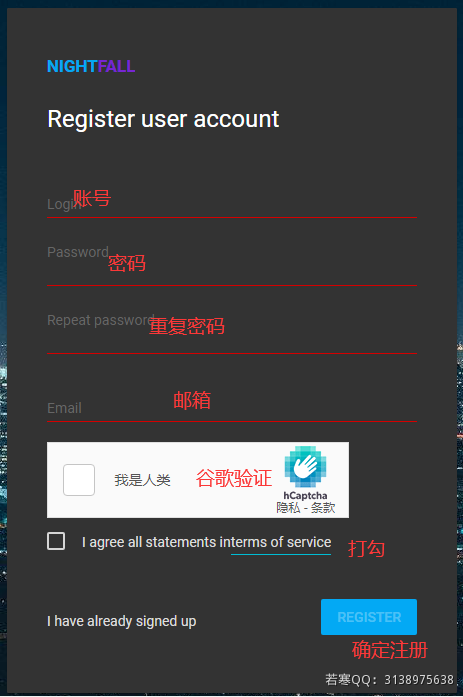 NIGHTFALL
Register user account
Login 账号
Password 密码
Repeat password 重复密码
Email 邮箱
我是人类 谷歌验证 hCaptcha
隐私 - 条款
I agree all statements in terms of service 打勾
I have already signed up REGISTER
确定注册
若寒QQ：3138975638